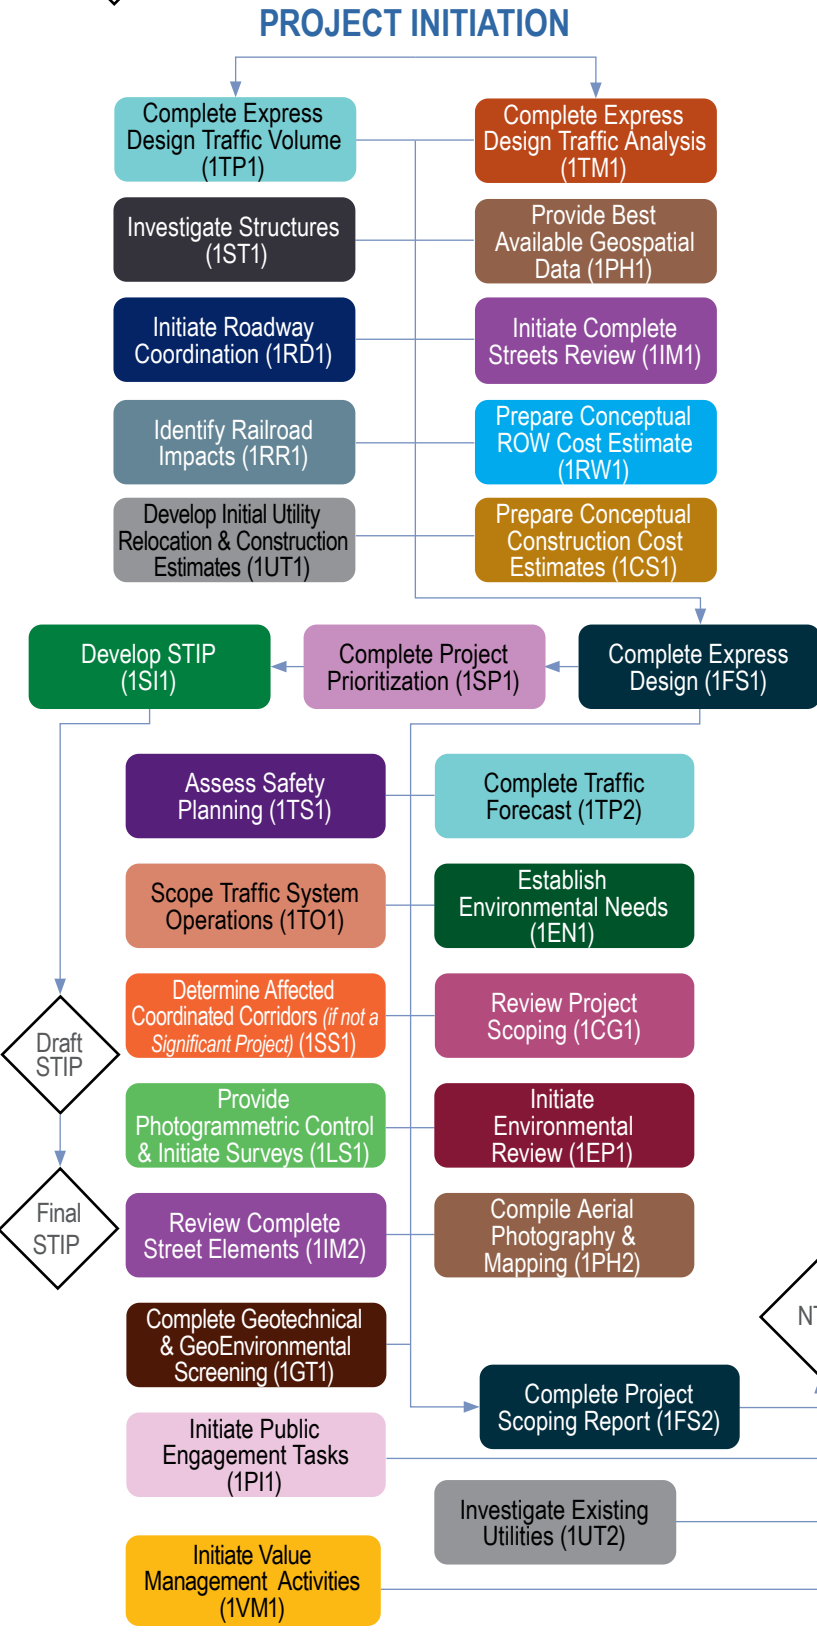 PROJECT INITIATION
Complete Express
Design Traffic Volume
(1TP1)
Complete Express
Design Traffic Analysis
(1TM1)
Investigate Structures
(1ST1)
Provide Best
Available Geospatial
Data (1PH1)
Initiate Roadway
Coordination (1RD1)
Initiate Complete
Streets Review (1IM1)
Identify Railroad
Impacts (1RR1)
Prepare Conceptual
ROW Cost Estimate
(1RW1)
Develop Initial Utility
Relocation & Construction
Estimates (1UT1)
Prepare Conceptual
Construction Cost
Estimates (1CS1)
Develop STIP
(1SI1)
Complete Project
Prioritization (1SP1)
Complete Express
Design (1FS1)
Assess Safety
Planning (1TS1)
Complete Traffic
Forecast (1TP2)
Scope Traffic System
Operations (1TO1)
Establish
Environmental Needs
(1EN1)
Determine Affected
Coordinated Corridors (if not a
Significant Project) (1SS1)
Review Project
Scoping (1CG1)
Draft
STIP
Provide
Photogrammetric Control
& Initiate Surveys (1LS1)
Initiate
Environmental
Review (1EP1)
Final
STIP
Review Complete
Street Elements (1IM2)
Compile Aerial
Photography &
Mapping (1PH2)
Complete Geotechnical
& GeoEnvironmental
Screening (1GT1)
Complete Project
Scoping Report (1FS2)
Initiate Public
Engagement Tasks
(1PI1)
Investigate Existing
Utilities (1UT2)
Initiate Value
Management Activities
(1VM1)